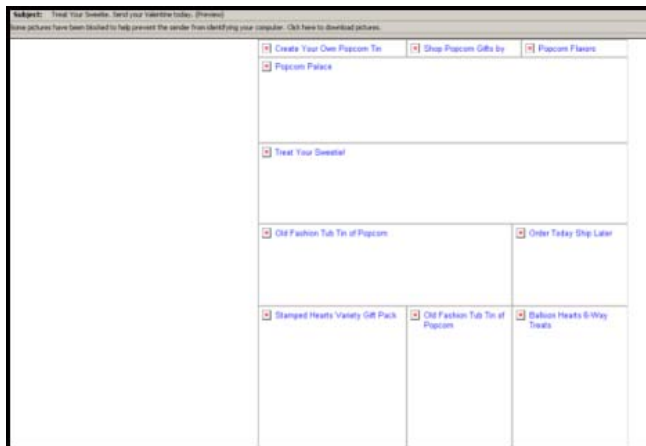 Subject: Treat Your Sweetie. Send your Valentine today. (Preview)
Some pictures have been blocked to help prevent the sender from identifying your computer. Click here to download pictures.
Create Your Own Popcorn Tin Shop Popcorn Gifts by Popcorn Flavors
Popcorn Palace
Treat Your Sweetie!
Old Fashion Tub Tin of Popcorn Order Today Ship Later
Stamped Hearts Variety Gift Pack Old Fashion Tub Tin of Balloon Hearts 6-Way
Popcorn Treats